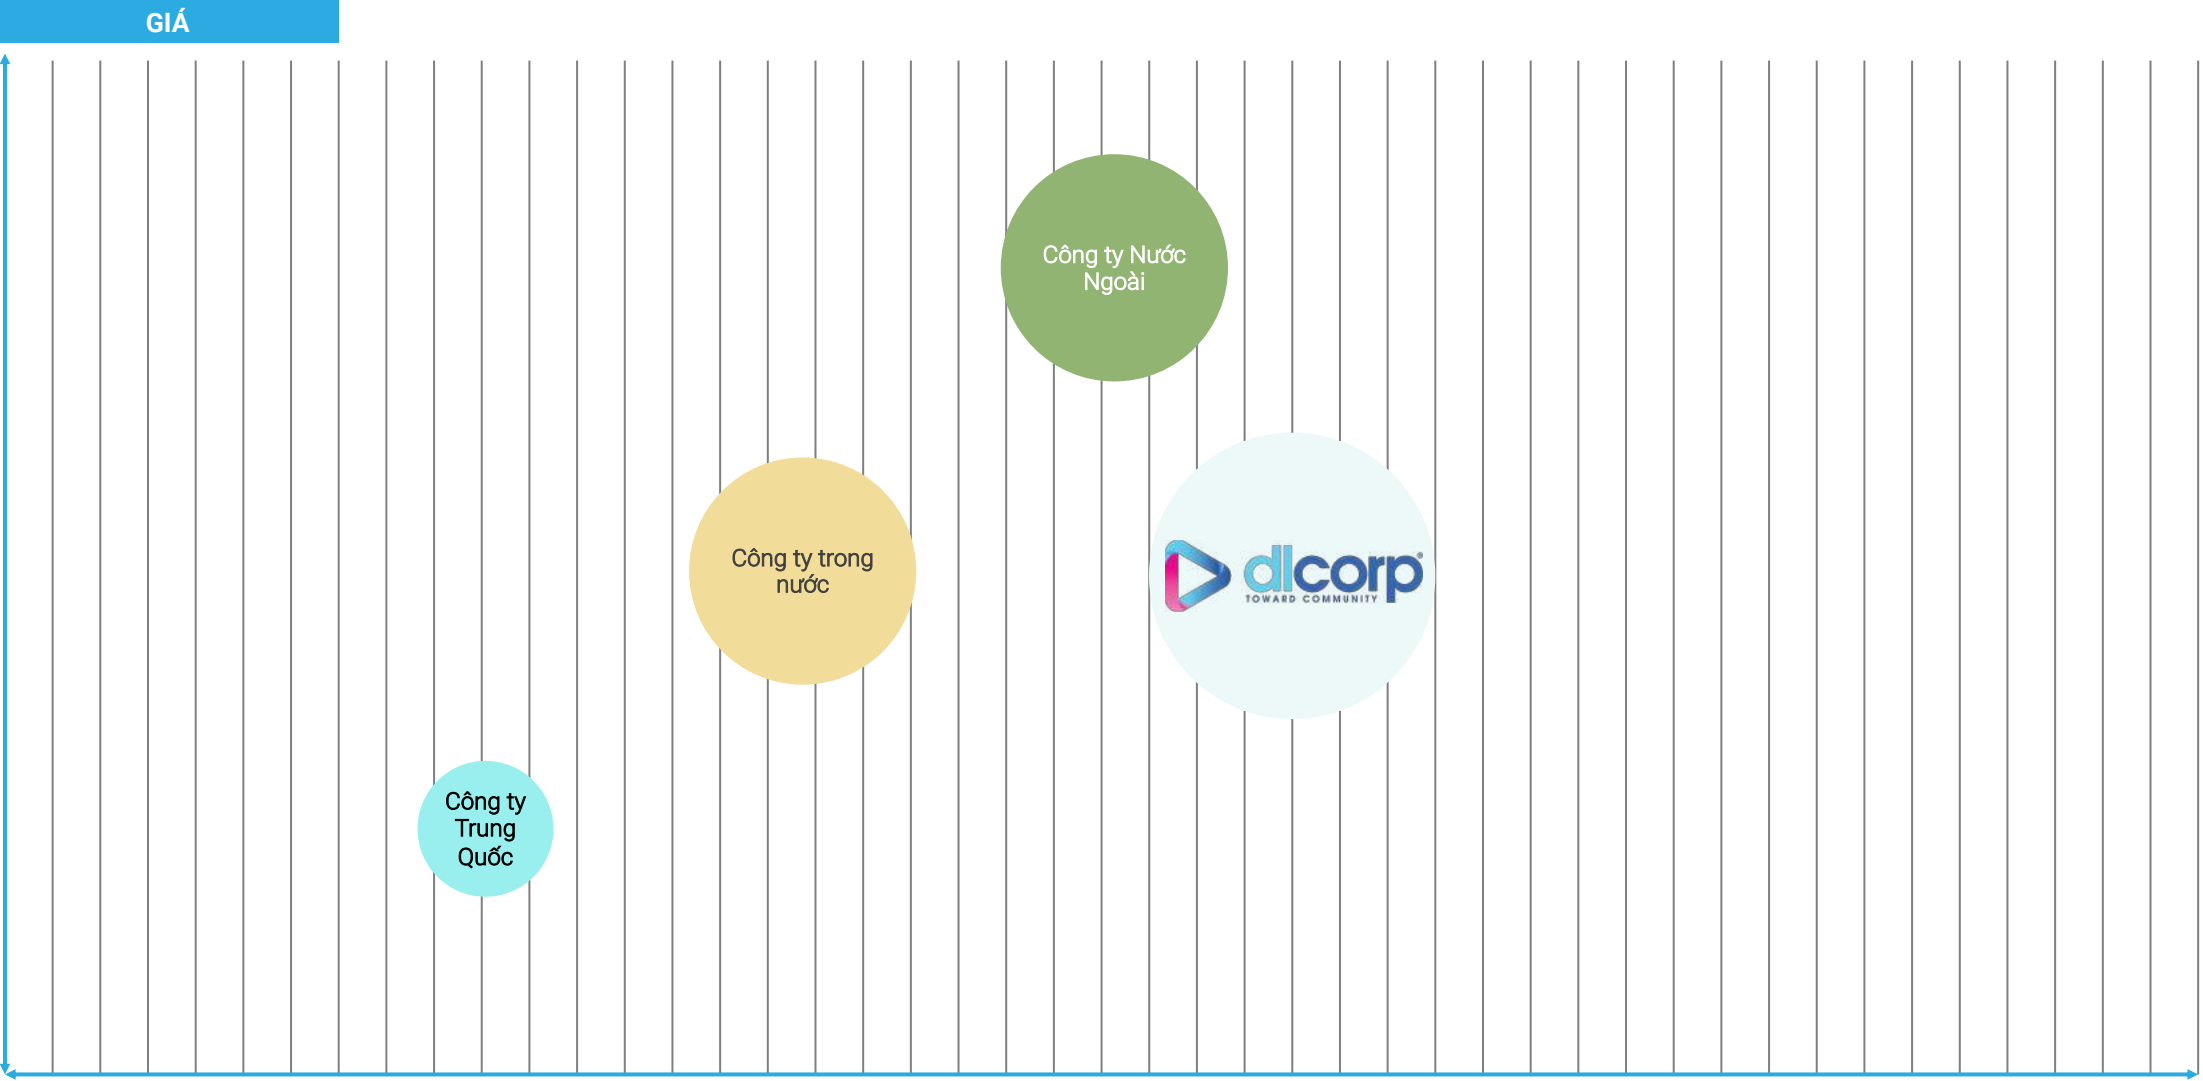 GIÁ
Công ty Nước
Ngoài
Công ty trong
nước
dlcorp®
TOWARD COMMUNITY
Công ty
Trung
Quốc